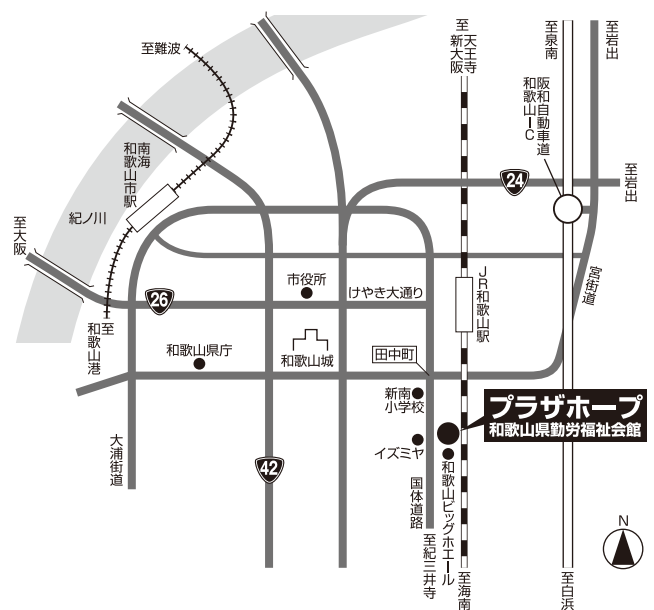 至難波
至
天王寺
新大阪
至泉南
至岩出
阪和自動車道
和歌山IC
南海
和歌山市駅
24
至岩出
紀ノ川
至大阪
市役所
けやき大通り
JR和歌山駅
宮街道
26
至
和歌山港
和歌山県庁
和歌山城
田中町
新南
小学校
プラザホープ
和歌山県勤労福祉会館
大浦街道
42
イズミヤ
国体道路
和歌山ビッグホエール
至紀三井寺
至海南
至白浜
N